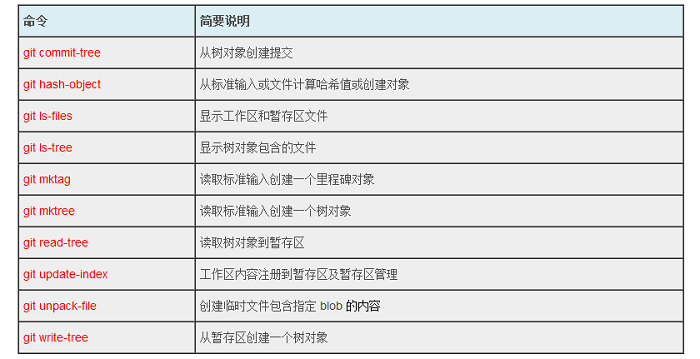 命令 简要说明
git commit-tree 从树对象创建提交
git hash-object 从标准输入或文件计算哈希值或创建对象
git ls-files 显示工作区和暂存区文件
git ls-tree 显示树对象包含的文件
git mktag 读取标准输入创建一个里程碑对象
git mktree 读取标准输入创建一个树对象
git read-tree 读取树对象到暂存区
git update-index 工作区内容注册到暂存区及暂存区管理
git unpack-file 创建临时文件包含指定 blob 的内容
git write-tree 从暂存区创建一个树对象